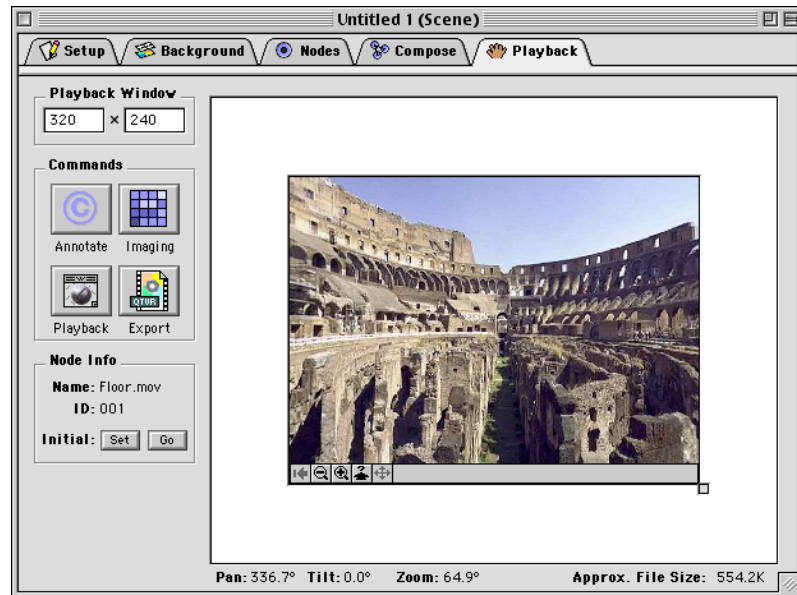 Untitled 1 (Scene)
Setup Background Nodes Compose Playback
Playback Window
320 × 240
Commands
©
Annotate Imaging
QTVR
Playback Export
Node Info
Name: Floor.mov
ID: 001
Initial: Set Go
Pan: 336.7° Tilt: 0.0° Zoom: 64.9° Approx. File Size: 554.2K